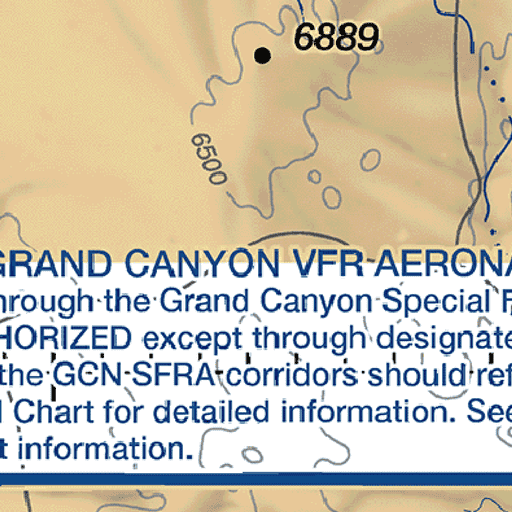 6889
6500
GRAND CANYON VFR AERONA
hrough the Grand Canyon Special F
HORIZED except through designate
the GCN SFRA corridors should ref
Chart for detailed information. See
t information.